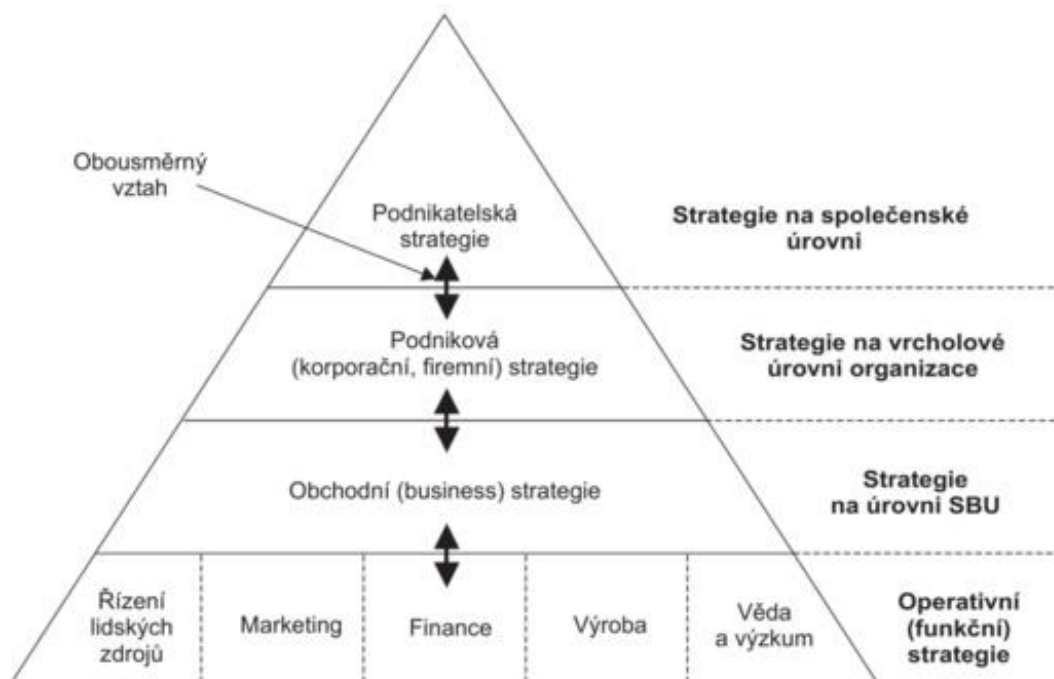 Obousměrný
vztah
Podnikatelská
strategie
Strategie na společenské
úrovni
Podniková
(korporační, firemní) strategie
Strategie na vrcholové
úrovni organizace
Obchodní (business) strategie
Strategie
na úrovni SBU
Řízení
lidských
zdrojů
Marketing
Finance
Výroba
Věda
a výzkum
Operativní
(funkční)
strategie